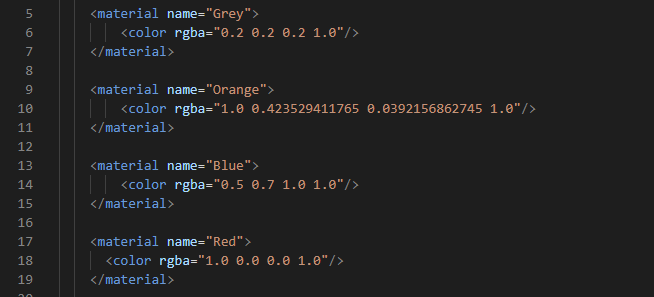 5 <material name="Grey">
6 <color rgba="0.2 0.2 0.2 1.0"/>
7 </material>
8
9 <material name="Orange">
10 <color rgba="1.0 0.423529411765 0.0392156862745 1.0"/>
11 </material>
12
13 <material name="Blue">
14 <color rgba="0.5 0.7 1.0 1.0"/>
15 </material>
16
17 <material name="Red">
18 <color rgba="1.0 0.0 0.0 1.0"/>
19 </material>